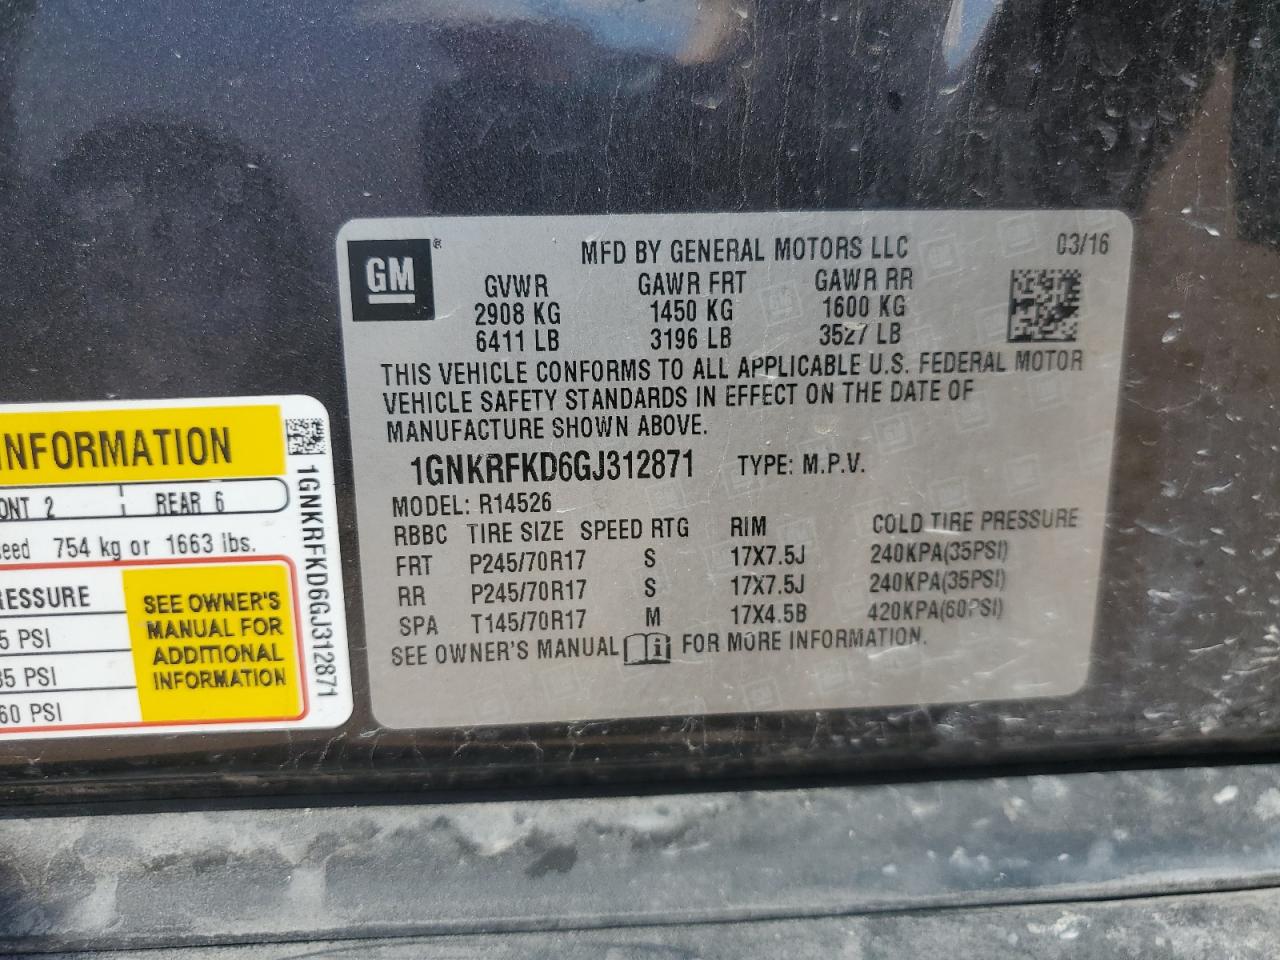 GM ®
MFD BY GENERAL MOTORS LLC 03/16
GVWR GAWR FRT GAWR RR
2908 KG 1450 KG 1600 KG
6411 LB 3196 LB 3527 LB
THIS VEHICLE CONFORMS TO ALL APPLICABLE U.S. FEDERAL MOTOR
VEHICLE SAFETY STANDARDS IN EFFECT ON THE DATE OF
MANUFACTURE SHOWN ABOVE.
1GNKRFKD6GJ312871 TYPE: M.P.V.
MODEL: R14526
RBBC TIRE SIZE SPEED RTG RIM COLD TIRE PRESSURE
FRT P245/70R17 S 17X7.5J 240KPA(35PSI)
RR P245/70R17 S 17X7.5J 240KPA(35PSI)
SPA T145/70R17 M 17X4.5B 420KPA(60PSI)
SEE OWNER'S MANUAL FOR MORE INFORMATION.
INFORMATION
ONT 2 REAR 6
eed 754 kg or 1663 lbs.
ESSURE
5 PSI
35 PSI
60 PSI
SEE OWNER'S
MANUAL FOR
ADDITIONAL
INFORMATION
1GNKRFKD6GJ312871